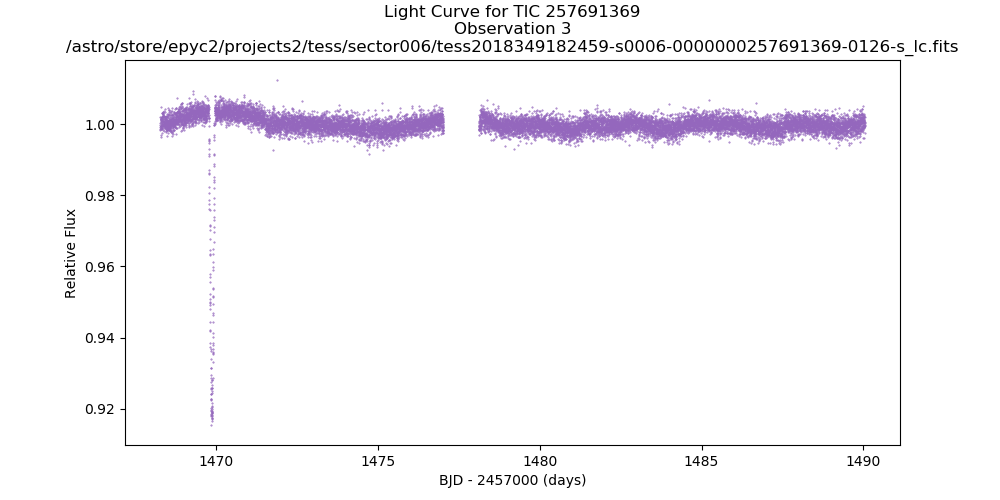 Light Curve for TIC 257691369
Observation 3
/astro/store/epyc2/projects2/tess/sector006/tess2018349182459-s0006-0000000257691369-0126-s_lc.fits
1.00
0.98
0.96
0.94
0.92
Relative Flux
1470
1475
1480
1485
1490
BJD - 2457000 (days)